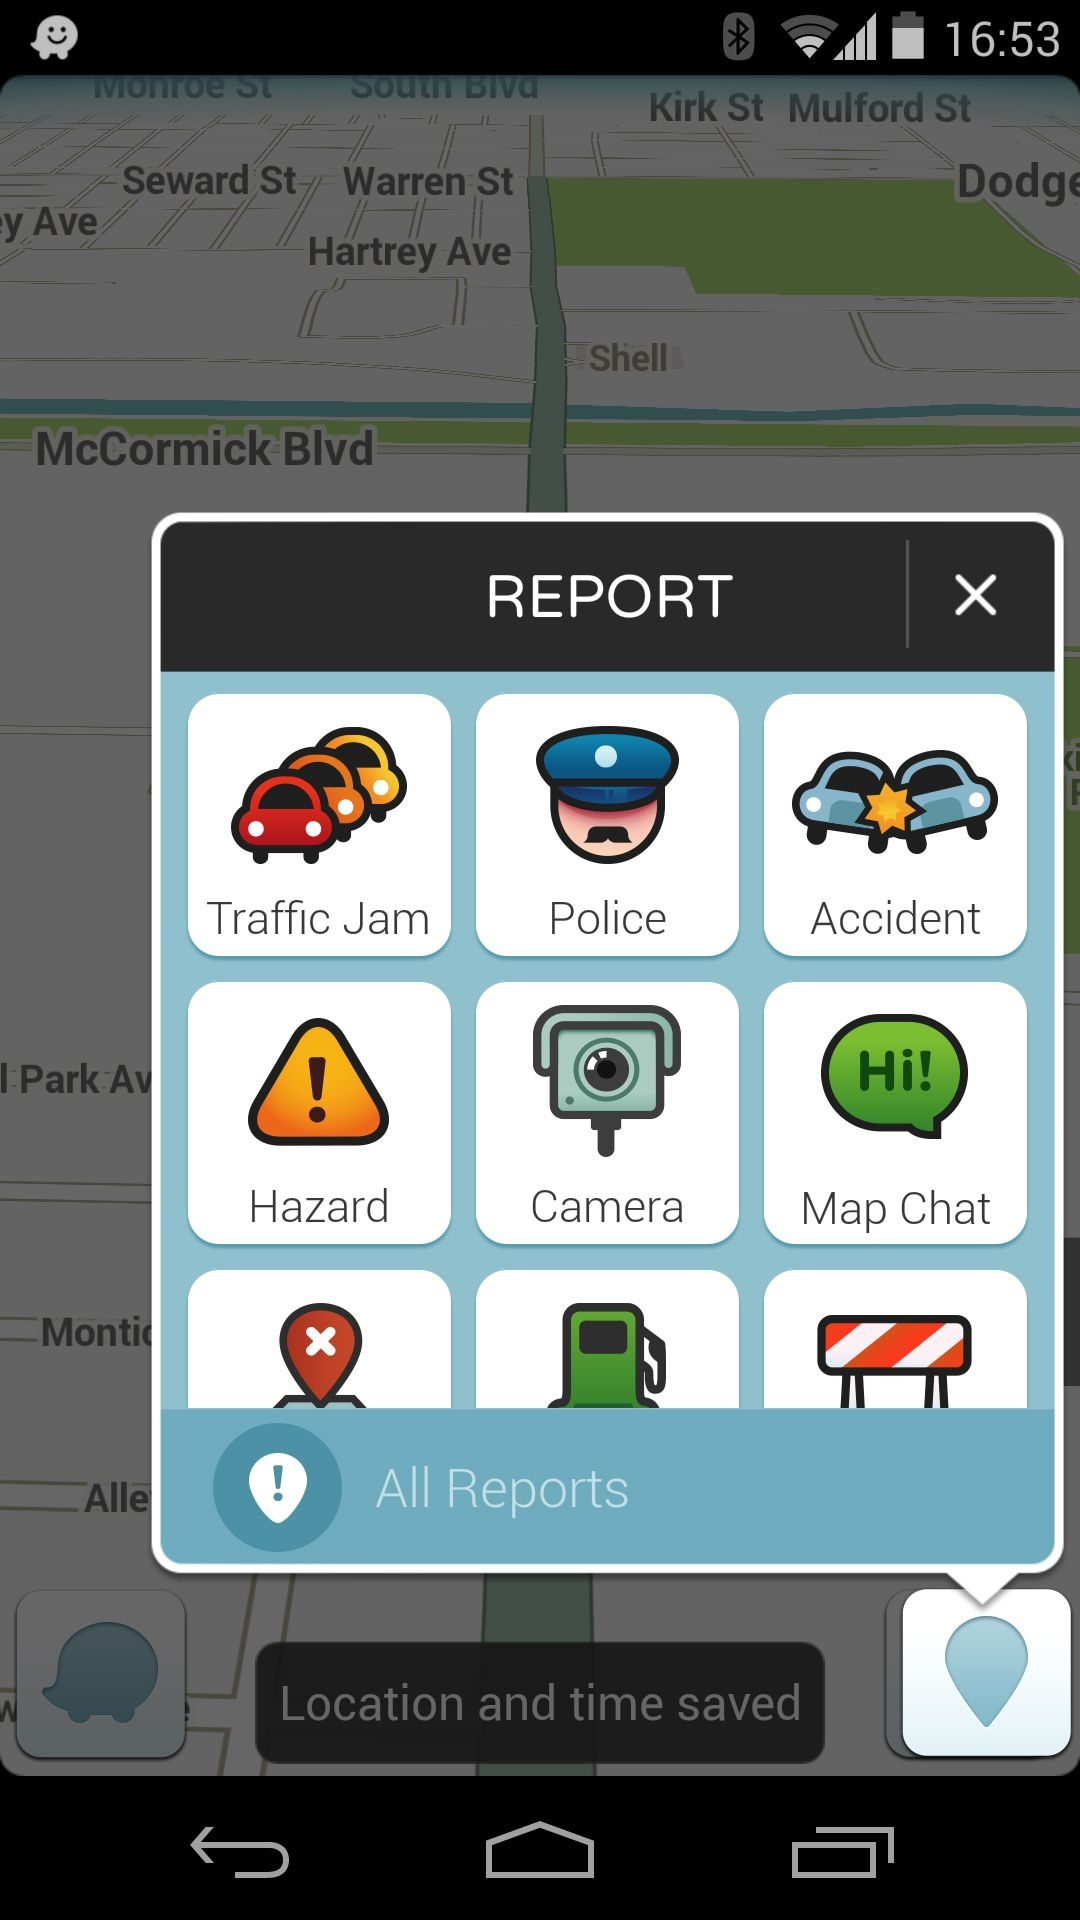 16:53
Monroe St South Blvd
Kirk St Mulford St
Seward St Warren St Dodge
ey Ave
Hartrey Ave
Shell
McCormick Blvd
REPORT
Traffic Jam Police Accident
l Park Av
Hi!
Hazard Camera Map Chat
Montic
All Reports
Alle
Location and time saved